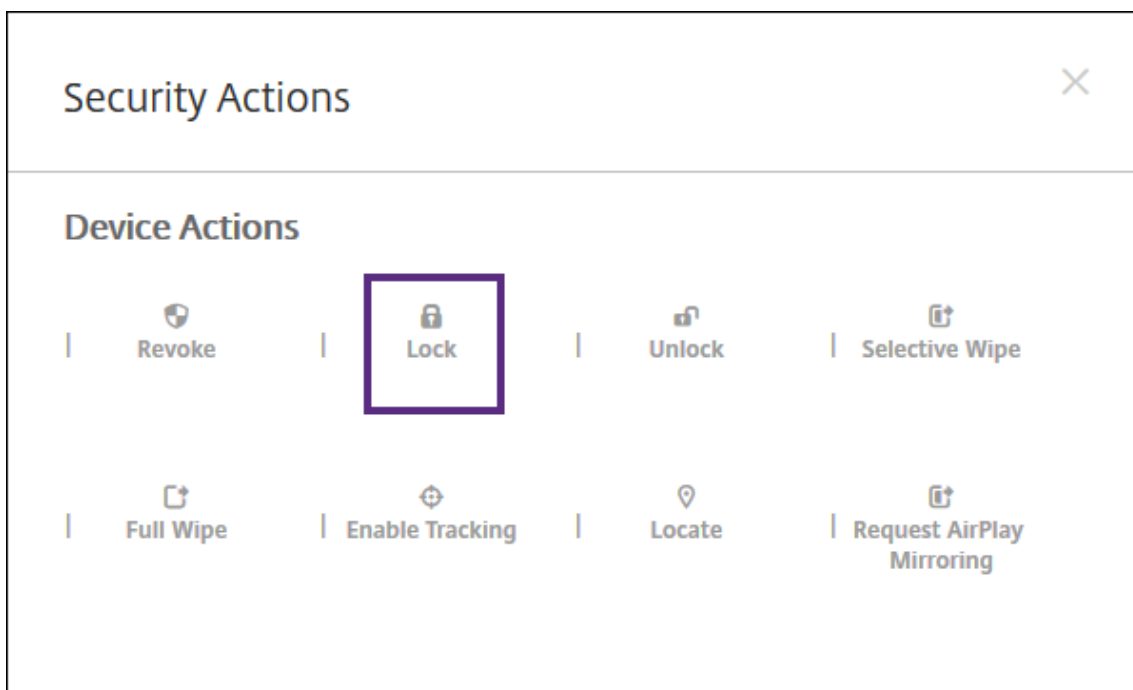 Security Actions
Device Actions
Revoke
Lock
Unlock
Selective Wipe
Full Wipe
Enable Tracking
Locate
Request AirPlay
Mirroring